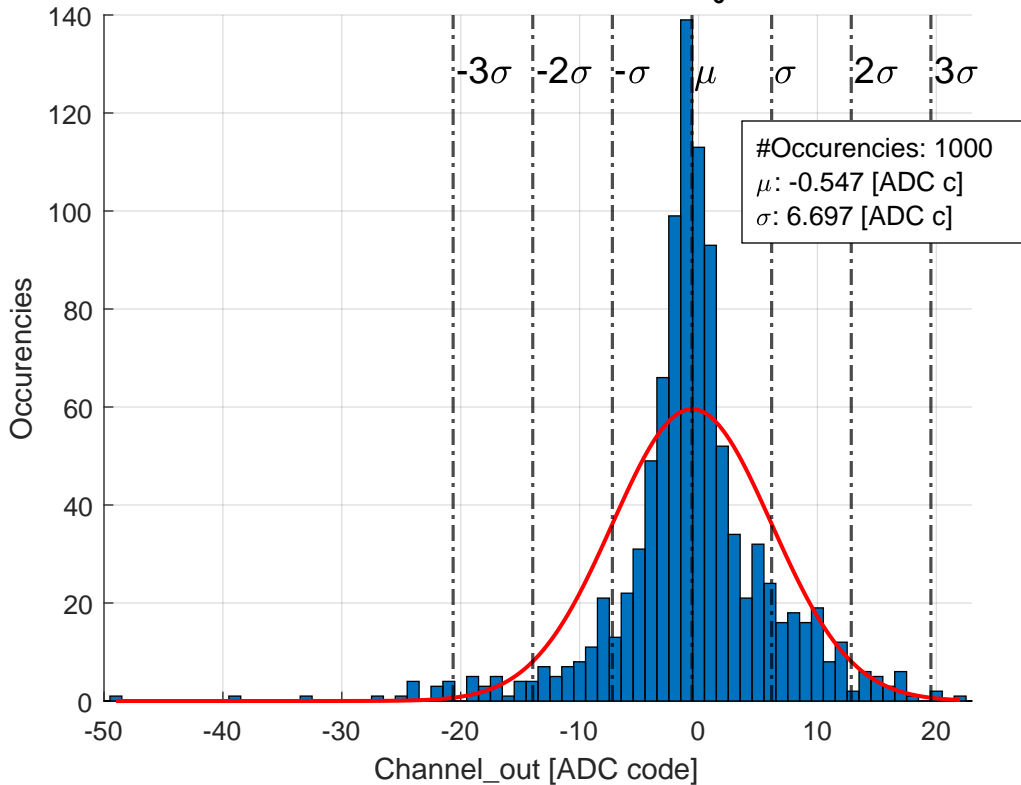 140
120
100
80
60
40
20
0
Occurencies
-3σ
-2σ
-σ
μ
σ
2σ
3σ
#Occurencies: 1000
μ: -0.547 [ADC c]
σ: 6.697 [ADC c]
-50 -40 -30 -20 -10 0 10 20
Channel_out [ADC code]